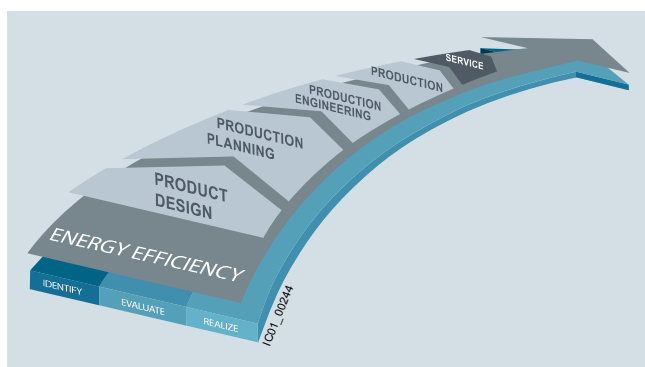 SERVICE
PRODUCTION
PRODUCTION
ENGINEERING
PRODUCTION
PLANNING
PRODUCT
DESIGN
ENERGY EFFICIENCY
IDENTIFY
EVALUATE
REALIZE
IC01_00244